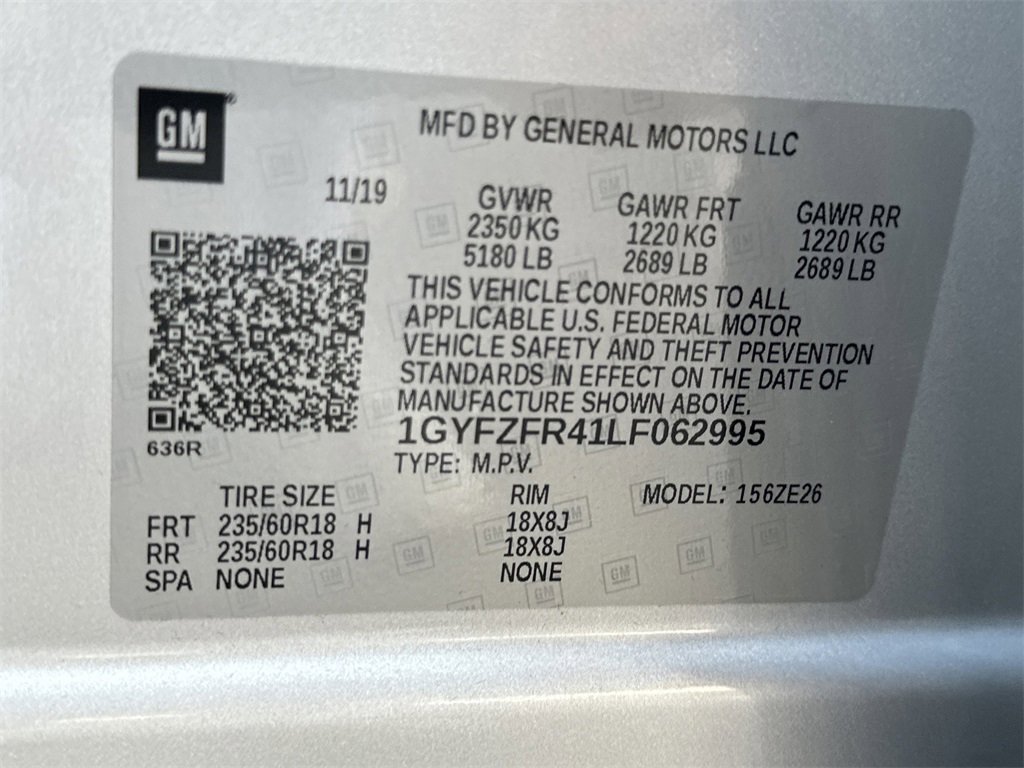 GM
MFD BY GENERAL MOTORS LLC
11/19
GVWR GAWR FRT GAWR RR
2350 KG 1220 KG 1220 KG
5180 LB 2689 LB 2689 LB
THIS VEHICLE CONFORMS TO ALL
APPLICABLE U.S. FEDERAL MOTOR
VEHICLE SAFETY AND THEFT PREVENTION
STANDARDS IN EFFECT ON THE DATE OF
MANUFACTURE SHOWN ABOVE.
636R
1GYFZFR41LF062995
TYPE: M.P.V.
TIRE SIZE RIM MODEL: 156ZE26
FRT 235/60R18 H 18X8J
RR 235/60R18 H 18X8J
SPA NONE NONE